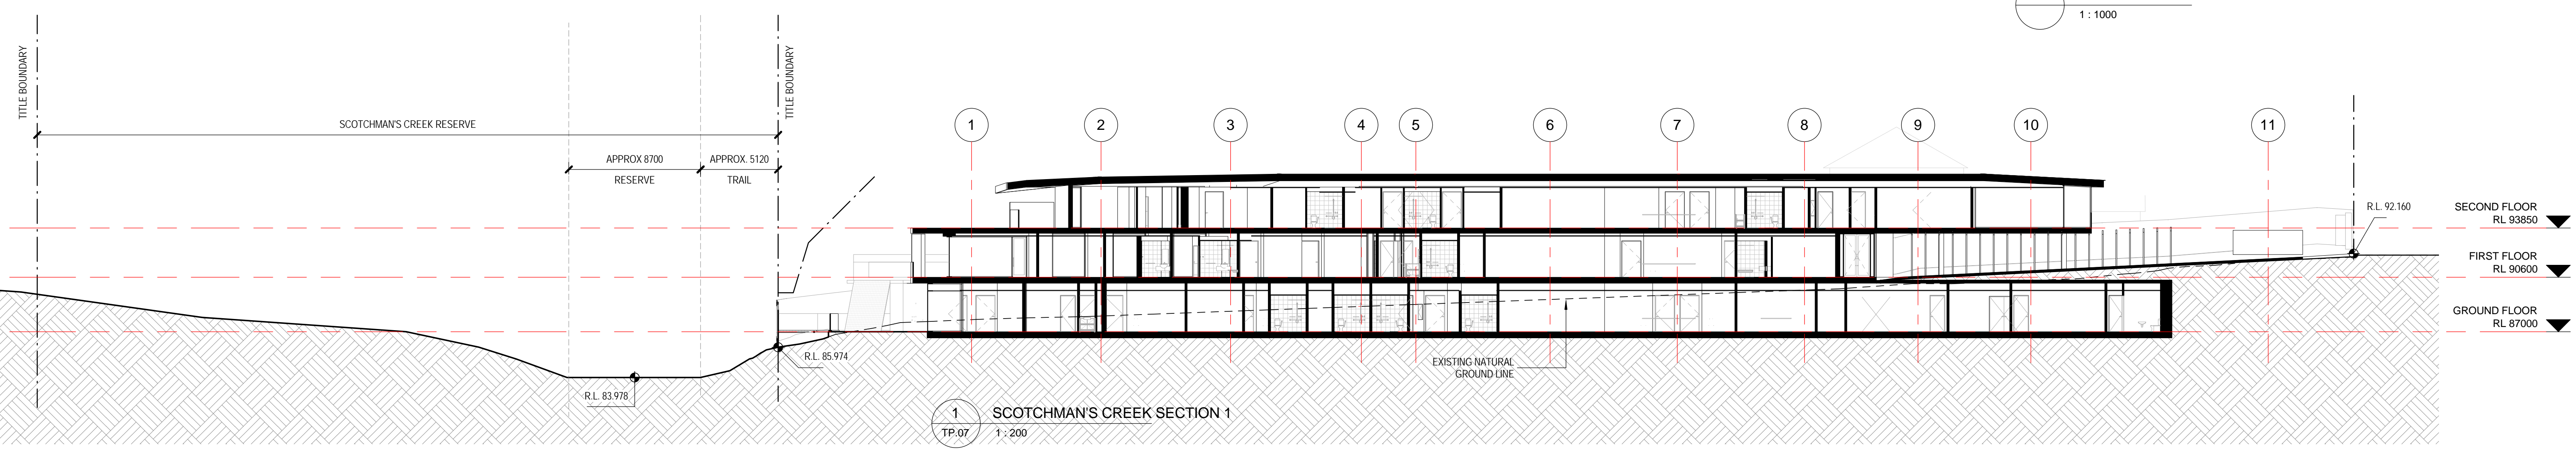 1 : 1000
TITLE BOUNDARY
SCOTCHMAN'S CREEK RESERVE
TITLE BOUNDARY
APPROX 8700
RESERVE
APPROX. 5120
TRAIL
1
2
3
4
5
6
7
8
9
10
11
R.L. 92.160
SECOND FLOOR
RL 93850
FIRST FLOOR
RL 90600
GROUND FLOOR
RL 87000
R.L. 85.974
R.L. 83.978
EXISTING NATURAL
GROUND LINE
1
TP.07
SCOTCHMAN'S CREEK SECTION 1
1 : 200